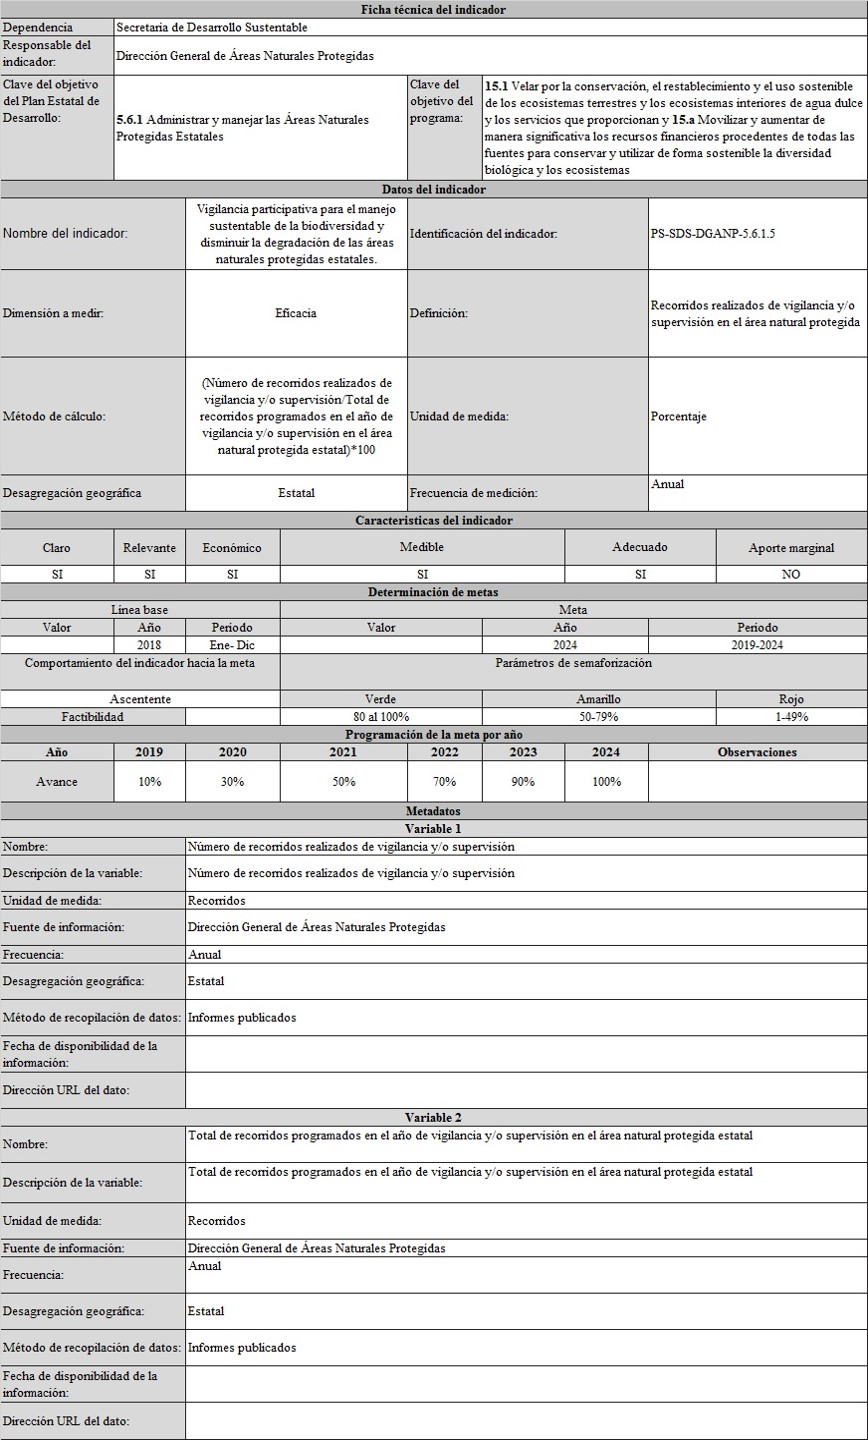 Ficha técnica del indicador
Dependencia
Secretaria de Desarrollo Sustentable
Responsable del
indicador:
Dirección General de Áreas Naturales Protegidas
Clave del objetivo
del Plan Estatal de
Desarrollo:
5.6.1 Administrar y manejar las Áreas Naturales
Protegidas Estatales
Clave del
objetivo del
programa:
15.1 Velar por la conservación, el restablecimiento y el uso sostenible
de los ecosistemas terrestres y los ecosistemas interiores de agua dulce
y los servicios que proporcionan y 15.a Movilizar y aumentar de
manera significativa los recursos financieros procedentes de todas las
fuentes para conservar y utilizar de forma sostenible la diversidad
biológica y los ecosistemas
Datos del indicador
Nombre del indicador:
Vigilancia participativa para el manejo
sustentable de la biodiversidad y
disminuir la degradación de las áreas
naturales protegidas estatales.
Identificación del indicador:
PS-SDS-DGANP-5.6.1.5
Dimensión a medir:
Eficacia
Definición:
Recorridos realizados de vigilancia y/o
supervisión en el área natural protegida
Método de cálculo:
(Número de recorridos realizados de
vigilancia y/o supervisión/Total de
recorridos programados en el año de
vigilancia y/o supervisión en el área
natural protegida estatal)*100
Unidad de medida:
Porcentaje
Desagregación geográfica
Estatal
Frecuencia de medición:
Anual
Caracteristicas del indicador
Claro Relevante Económico Medible Adecuado Aporte marginal
SI SI SI SI SI NO
Determinación de metas
Línea base Meta
Valor Año Periodo Valor Año Periodo
2018 Ene- Dic 2024 2019-2024
Comportamiento del indicador hacia la meta Parámetros de semaforización
Ascentente Verde Amarillo Rojo
Factibilidad 80 al 100% 50-79% 1-49%
Programación de la meta por año
Año 2019 2020 2021 2022 2023 2024 Observaciones
Avance 10% 30% 50% 70% 90% 100%
Metadatos
Variable 1
Nombre: Número de recorridos realizados de vigilancia y/o supervisión
Descripción de la variable: Número de recorridos realizados de vigilancia y/o supervisión
Unidad de medida: Recorridos
Fuente de información: Dirección General de Áreas Naturales Protegidas
Frecuencia: Anual
Desagregación geográfica: Estatal
Método de recopilación de datos: Informes publicados
Fecha de disponibilidad de la
información:
Dirección URL del dato:
Variable 2
Nombre: Total de recorridos programados en el año de vigilancia y/o supervisión en el área natural protegida estatal
Descripción de la variable: Total de recorridos programados en el año de vigilancia y/o supervisión en el área natural protegida estatal
Unidad de medida: Recorridos
Fuente de información: Dirección General de Áreas Naturales Protegidas
Frecuencia: Anual
Desagregación geográfica: Estatal
Método de recopilación de datos: Informes publicados
Fecha de disponibilidad de la
información:
Dirección URL del dato: